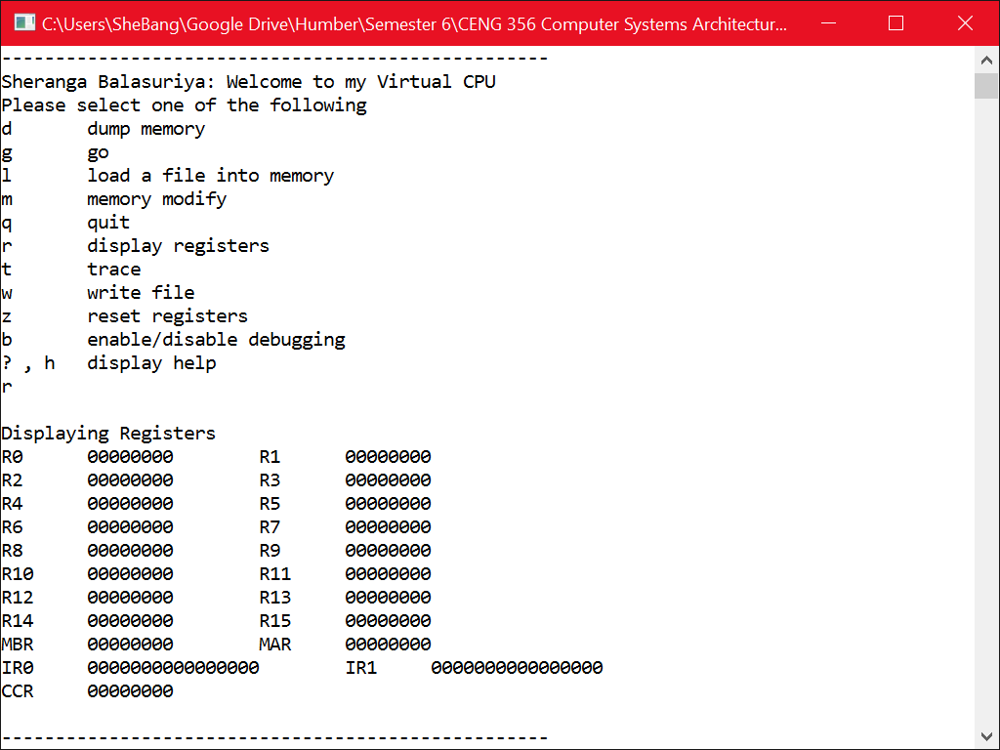 C:\Users\SheBang\Google Drive\Humber\Semester 6\CENG 356 Computer Systems Architectur...
--------------------------------------------------
Sheranga Balasuriya: Welcome to my Virtual CPU
Please select one of the following
d dump memory
g go
l load a file into memory
m memory modify
q quit
r display registers
t trace
w write file
z reset registers
b enable/disable debugging
? , h display help
r
Displaying Registers
R0 00000000 R1 00000000
R2 00000000 R3 00000000
R4 00000000 R5 00000000
R6 00000000 R7 00000000
R8 00000000 R9 00000000
R10 00000000 R11 00000000
R12 00000000 R13 00000000
R14 00000000 R15 00000000
MBR 00000000 MAR 00000000
IR0 0000000000000000 IR1 0000000000000000
CCR 00000000
--------------------------------------------------